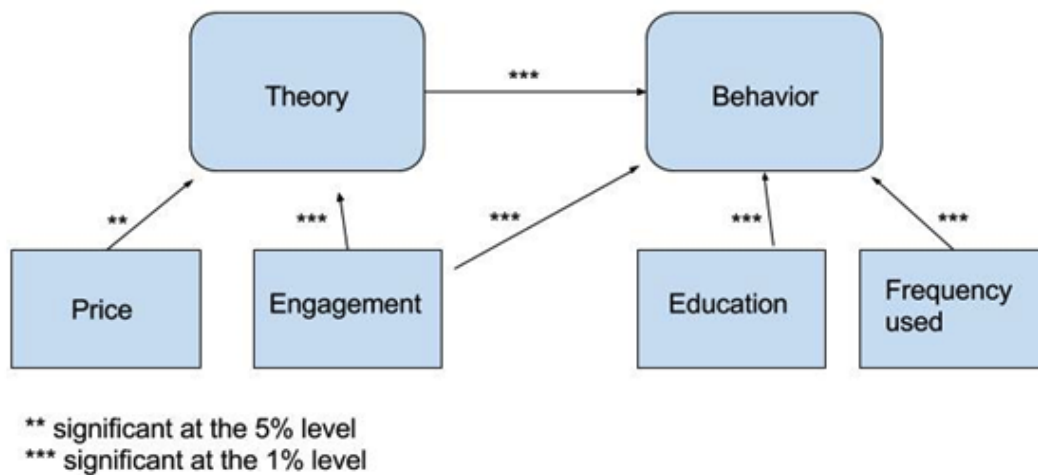 Theory
***
Behavior
**
***
***
***
***
Price
Engagement
Education
Frequency
used
** significant at the 5% level
*** significant at the 1% level